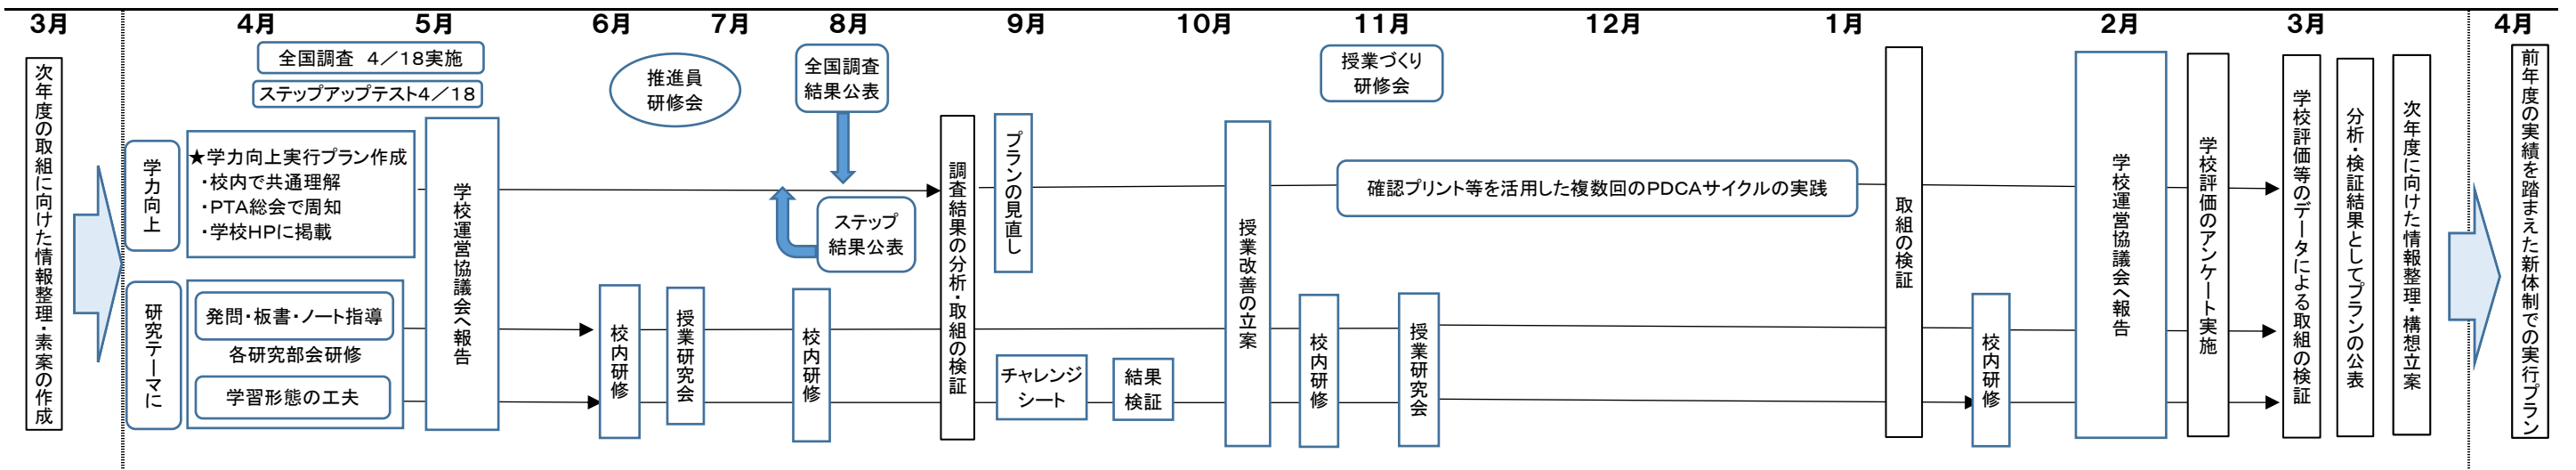 3月
4月
5月
6月
7月
8月
9月
10月
11月
12月
1月
2月
3月
4月
次年度の取組に向けた情報整理・素案の作成
全国調査 4／18実施
ステップアップテスト4／18
学力向上
★学力向上実行プラン作成
・校内で共通理解
・PTA総会で周知
・学校HPに掲載
研究テーマに
発問・板書・ノート指導
各研究部会研修
学習形態の工夫
学校運営協議会へ報告
推進員
研修会
校内研修
授業研究会
全国調査
結果公表
ステップ
結果公表
校内研修
調査結果の分析・取組の検証
プランの見直し
チャレンジ
シート
結果
検証
授業改善の立案
授業づくり
研修会
確認プリント等を活用した複数回のPDCAサイクルの実践
校内研修
授業研究会
取組の検証
校内研修
学校運営協議会へ報告
学校評価のアンケート実施
学校評価等のデータによる取組の検証
分析・検証結果としてプランの公表
次年度に向けた情報整理・構想立案
前年度の実績を踏まえた新体制での実行プラン